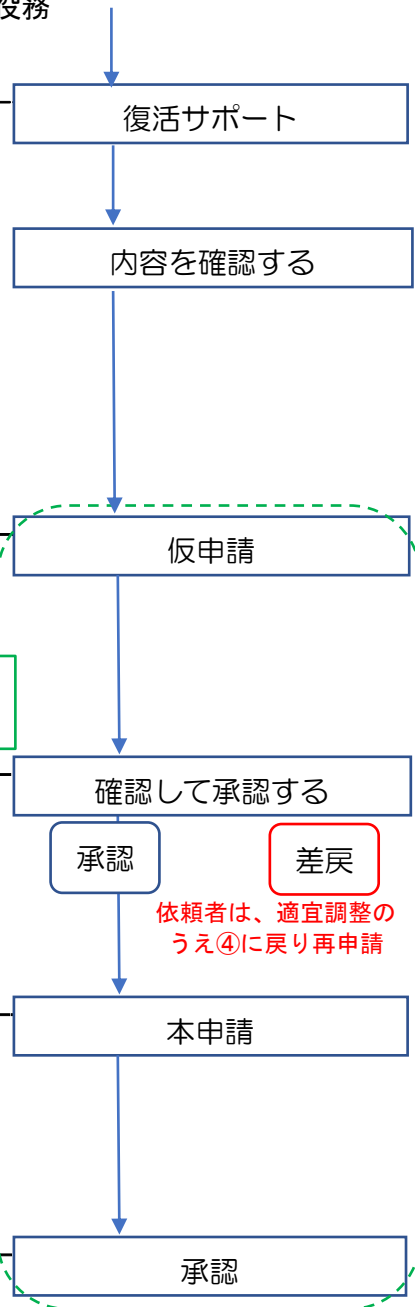 役務
復活サポート
内容を確認する
仮申請
確認して承認する
承認
差戻
依頼者は、適宜調整の
うえ④に戻り再申請
本申請
承認